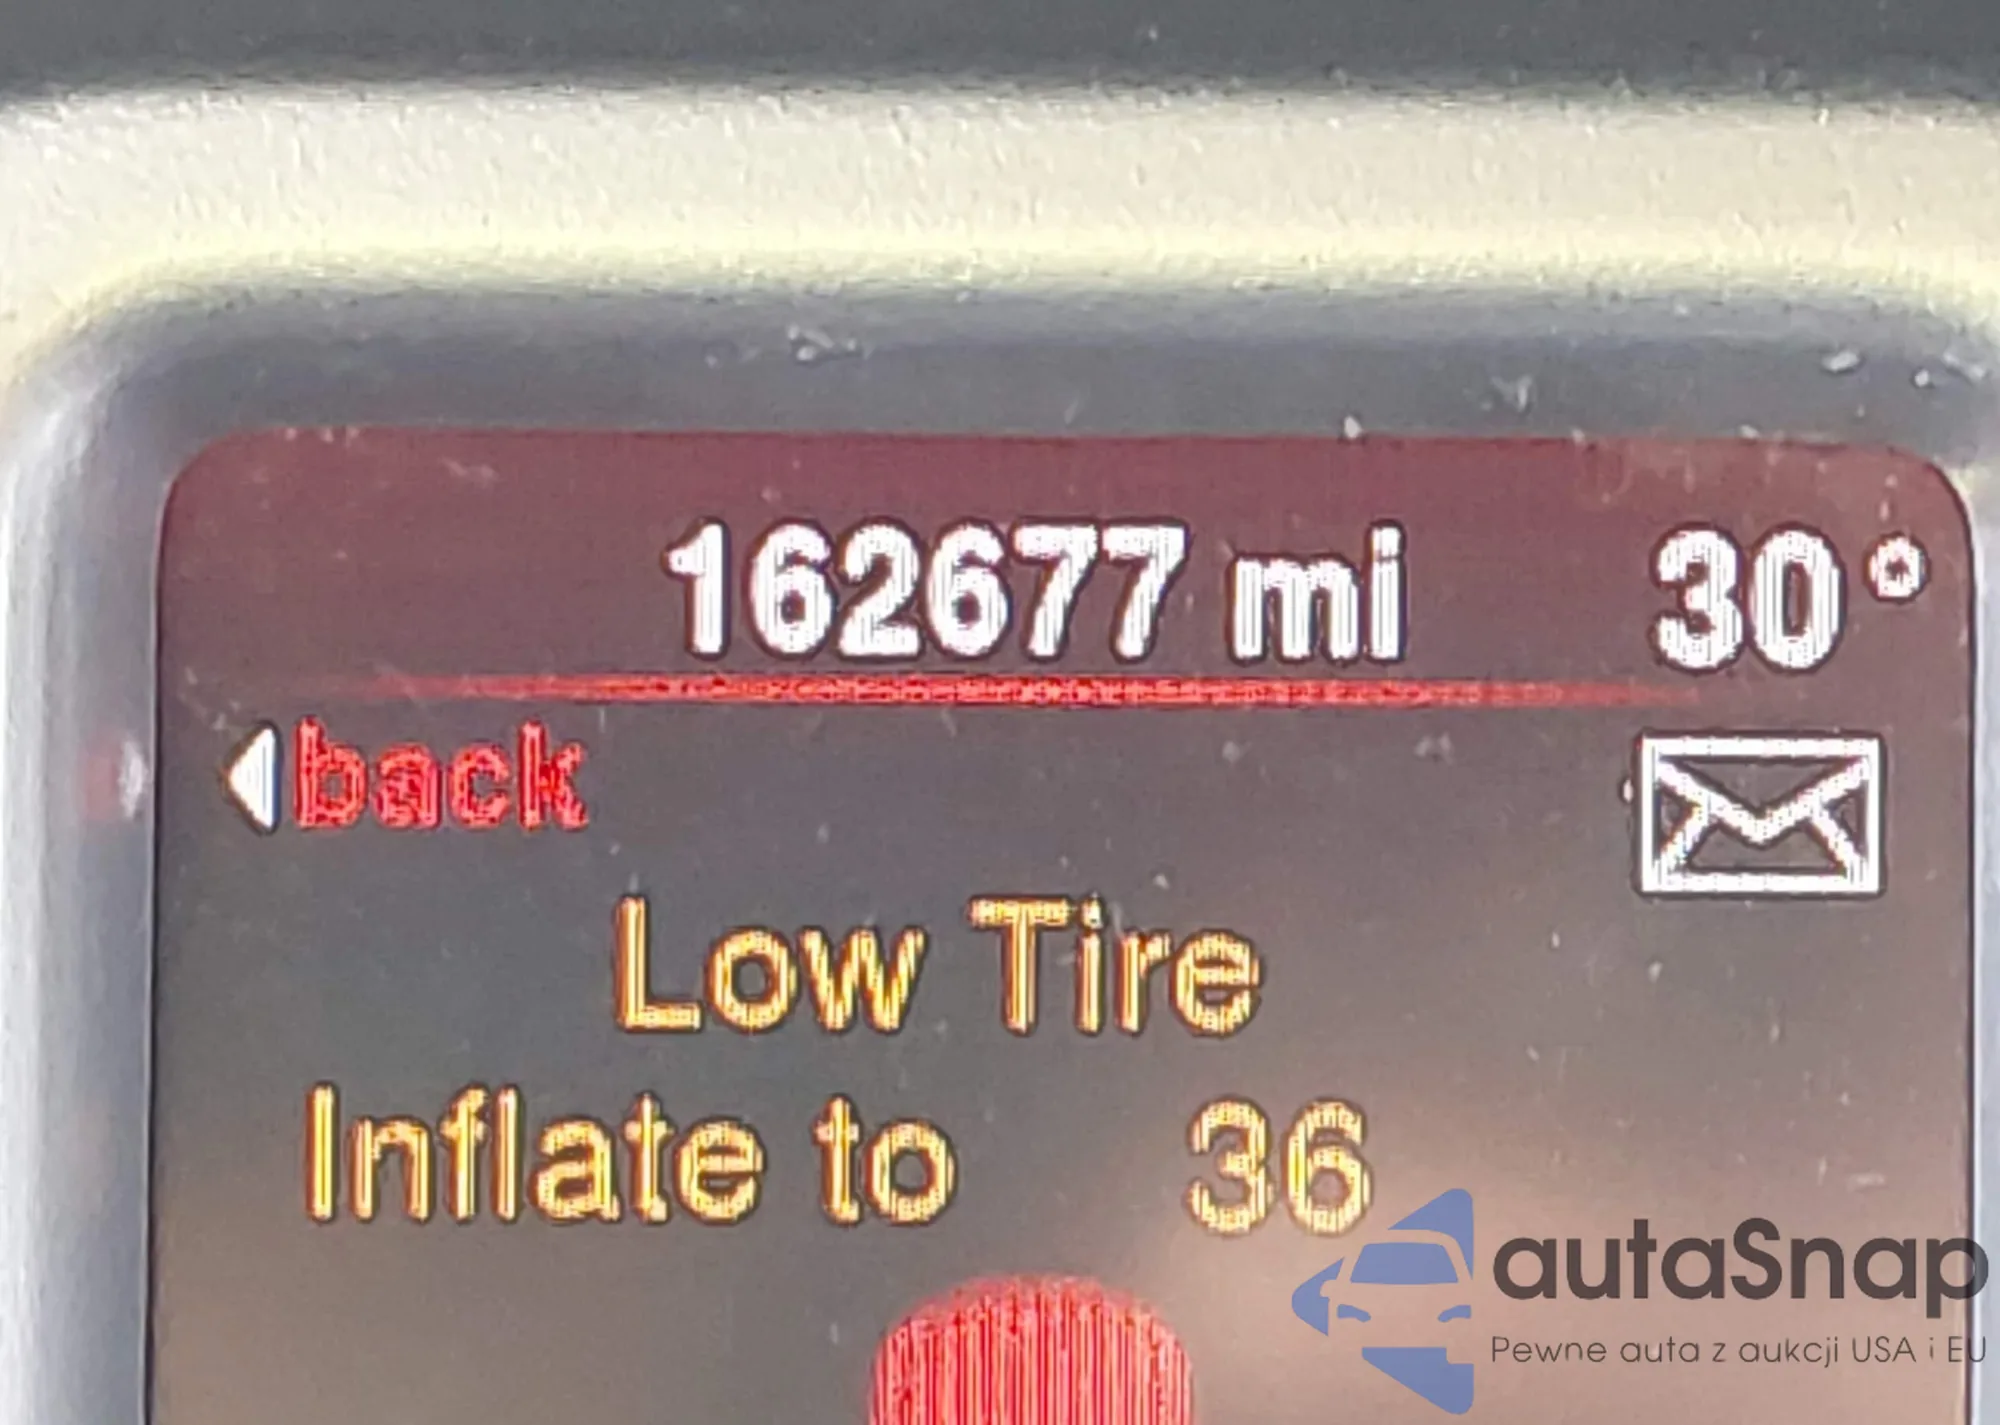 162677 mi 30°
back
Low Tire
Inflate to 36
autaSnap
Pewne auta z aukcji USA i EU